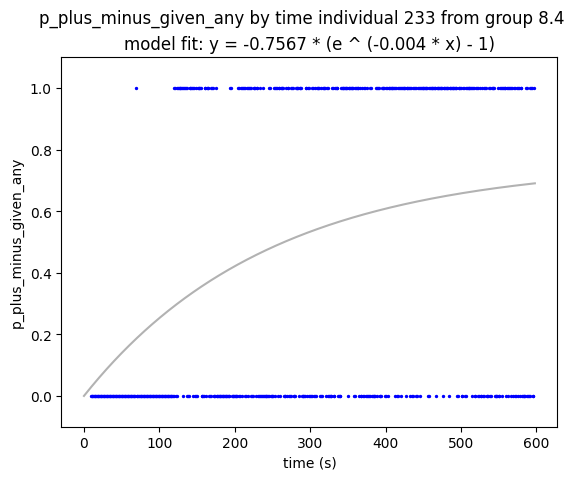 p_plus_minus_given_any by time individual 233 from group 8.4
model fit: y = -0.7567 * (e ^ (-0.004 * x) - 1)
1.0
0.8
0.6
0.4
0.2
0.0
p_plus_minus_given_any
0 100 200 300 400 500 600
time (s)